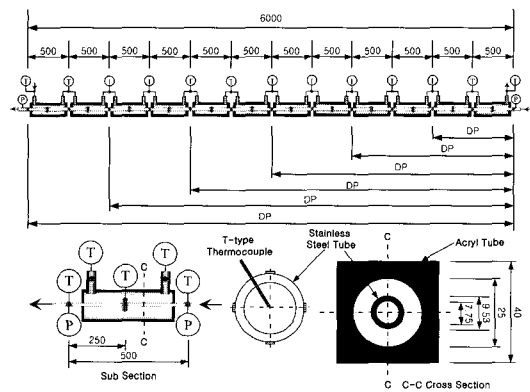 6000
500 500 500 500 500 500 500 500 500 500 500 500
T T T T T T T T T T T T T
P P
DP
DP
DP
DP
DP
DP
Stainless
Steel Tube
Acryl Tube
T-type
Thermocouple
C
C
T T
T T T
P P
C
C
7.75
9.53
25
40
250
500
Sub Section
C-C Cross Section